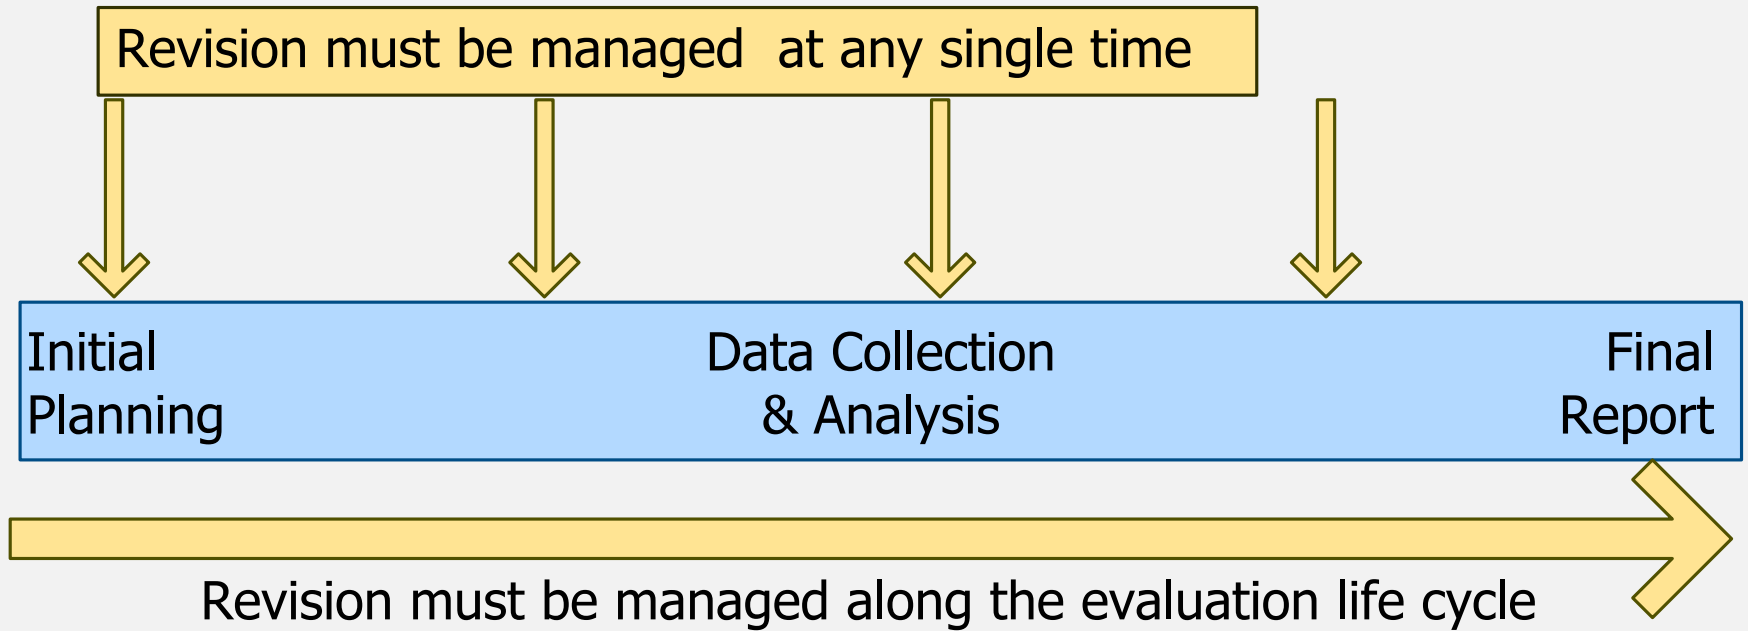 Revision must be managed  at any single time
Initial
Planning
Data Collection
& Analysis
Final
Report
Revision must be managed along the evaluation life cycle